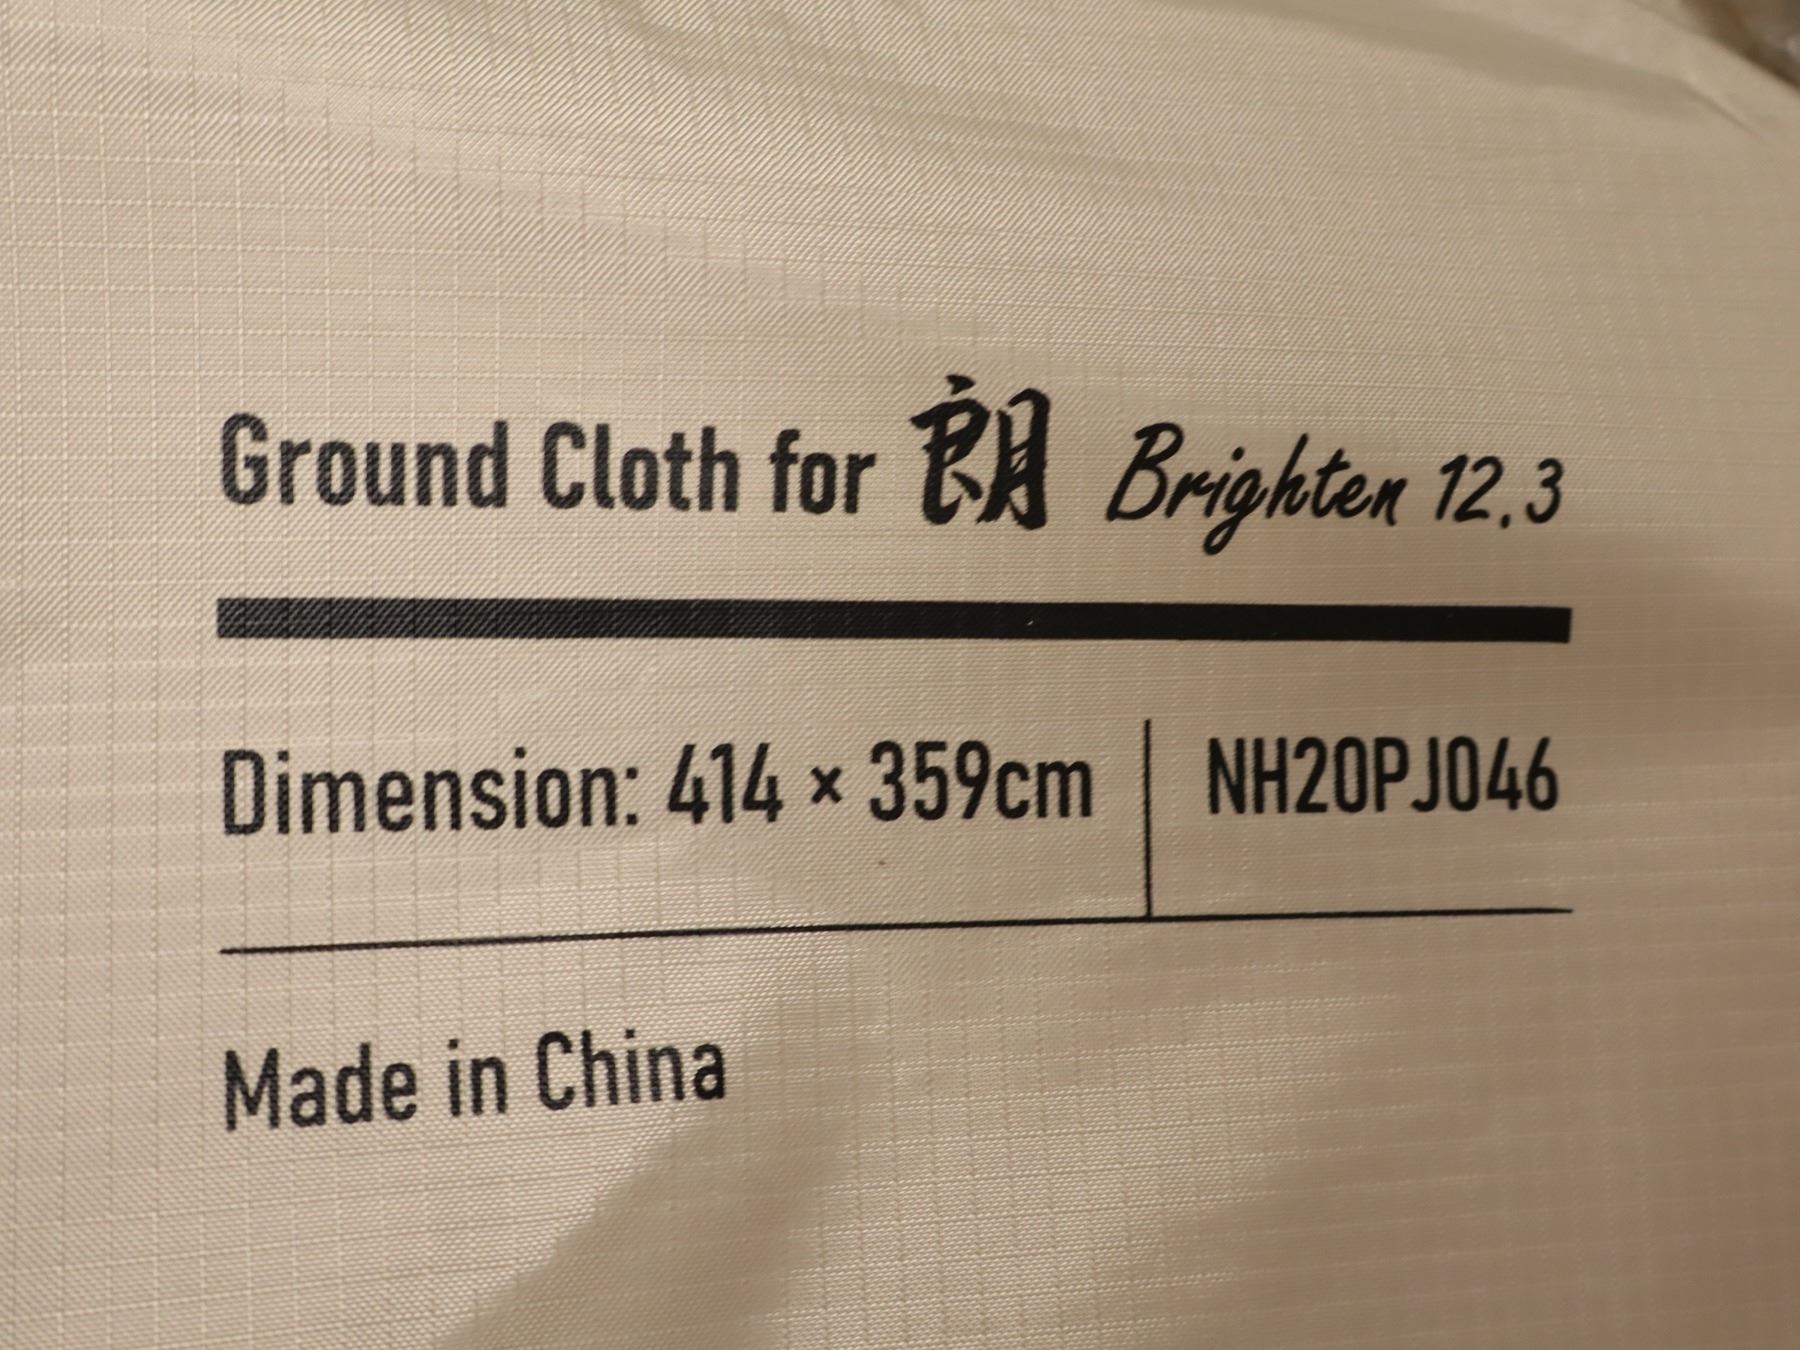 Ground Cloth for 朗 Brighten 12.3
Dimension: 414 × 359cm
NH20PJ046
Made in China